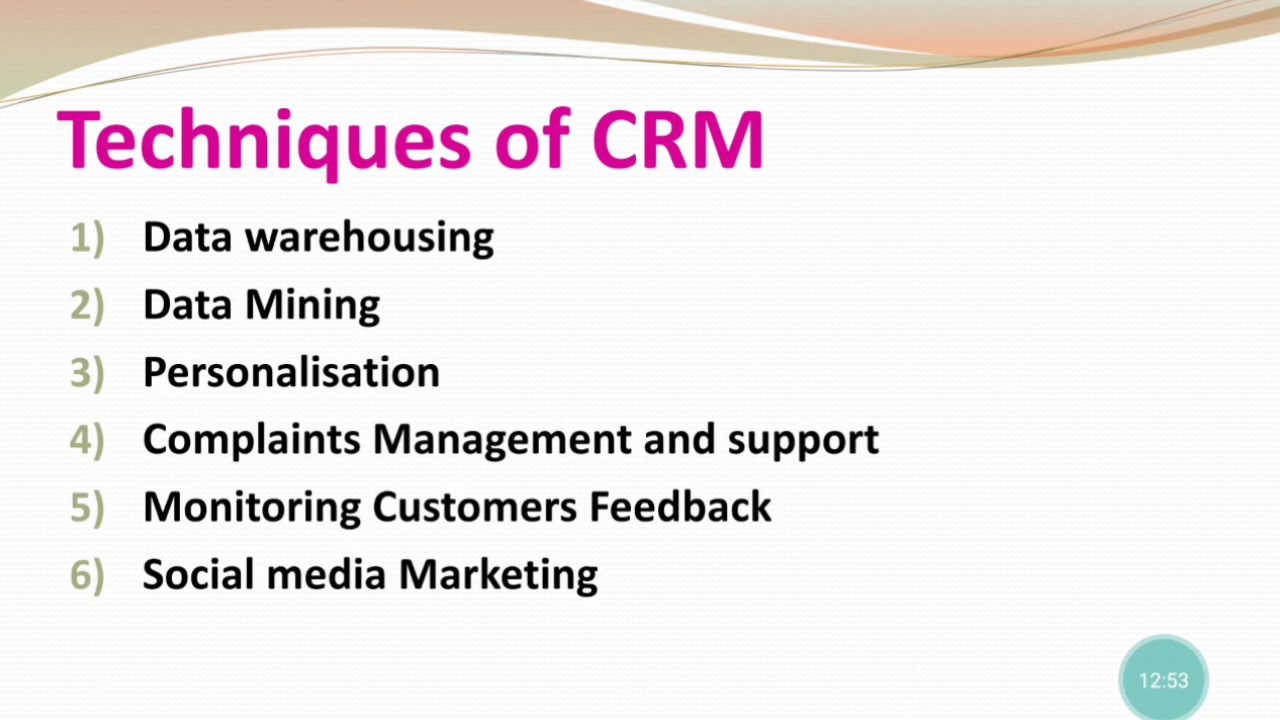 Techniques of CRM
1) Data warehousing
2) Data Mining
3) Personalisation
4) Complaints Management and support
5) Monitoring Customers Feedback
6) Social media Marketing
12:53